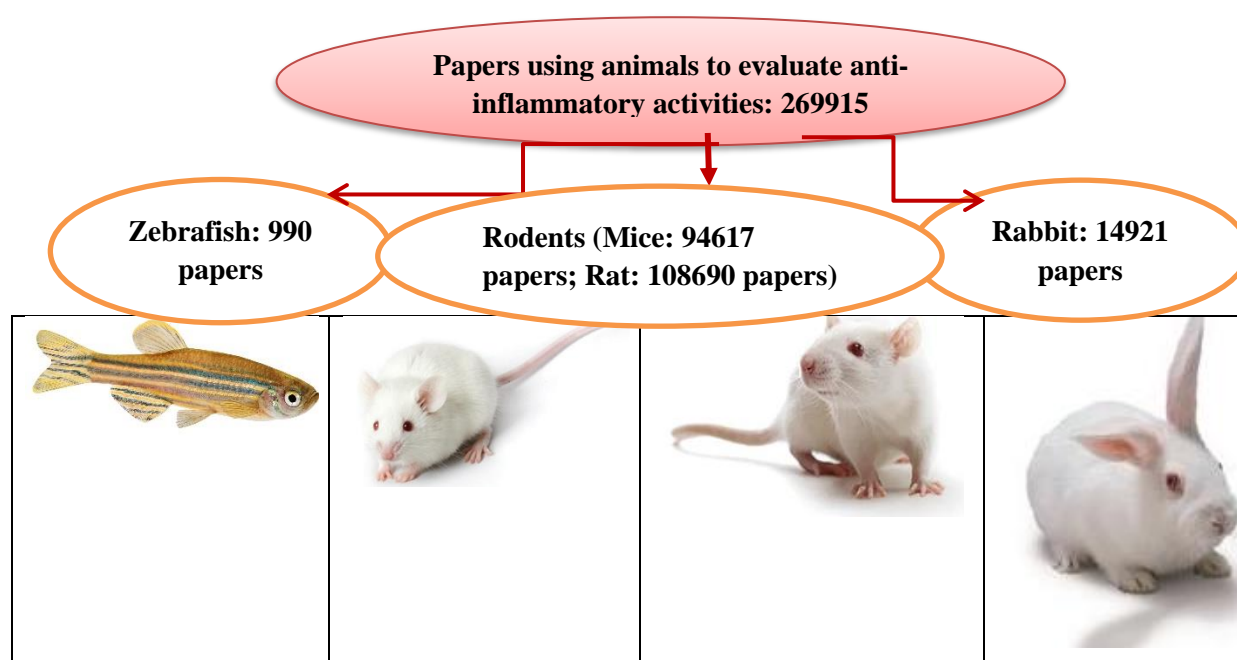 Papers using animals to evaluate anti-
inflammatory activities: 269915
Zebrafish: 990
papers
Rodents (Mice: 94617
papers; Rat: 108690 papers)
Rabbit: 14921
papers